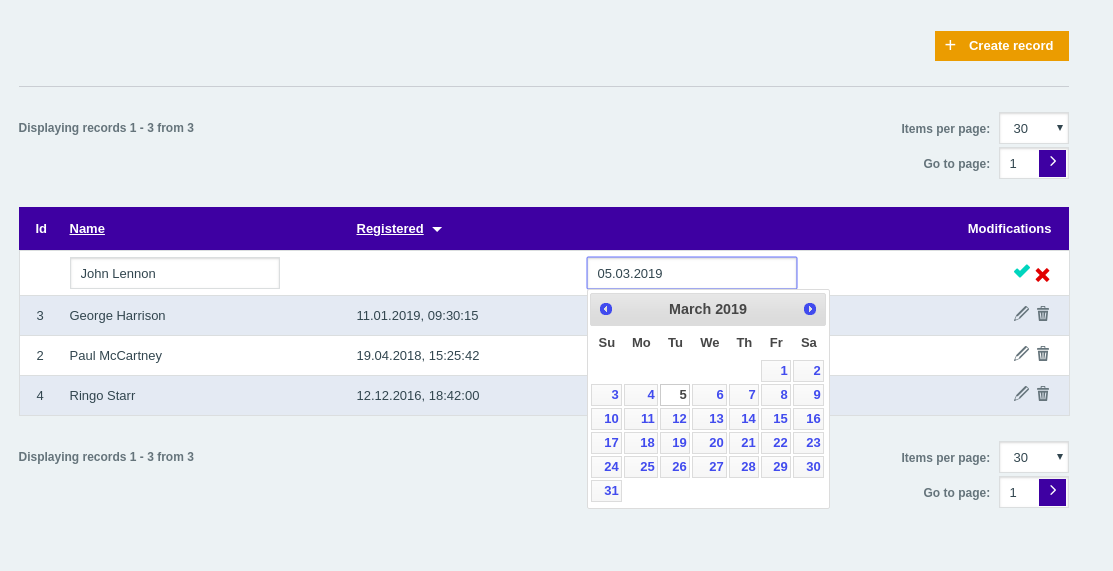 + Create record
Displaying records 1 - 3 from 3
Items per page: 30
Go to page: 1
Id Name Registered Modifications
John Lennon 05.03.2019
3 George Harrison 11.01.2019, 09:30:15
2 Paul McCartney 19.04.2018, 15:25:42
4 Ringo Starr 12.12.2016, 18:42:00
March 2019
Su Mo Tu We Th Fr Sa
1 2
3 4 5 6 7 8 9
10 11 12 13 14 15 16
17 18 19 20 21 22 23
24 25 26 27 28 29 30
31
Displaying records 1 - 3 from 3
Items per page: 30
Go to page: 1